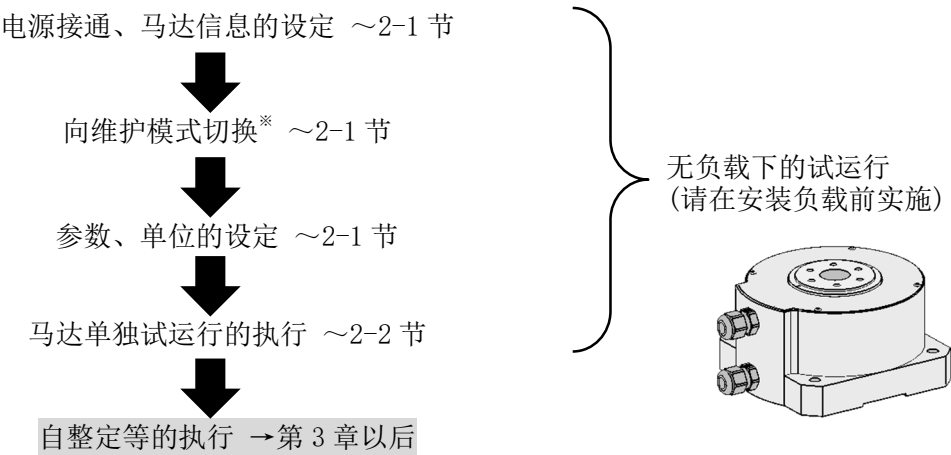 电源接通、马达信息的设定 ～2-1 节
向维护模式切换※ ～2-1 节
参数、单位的设定 ～2-1 节
马达单独试运行的执行 ～2-2 节
自整定等的执行 →第 3 章以后
无负载下的试运行
(请在安装负载前实施)